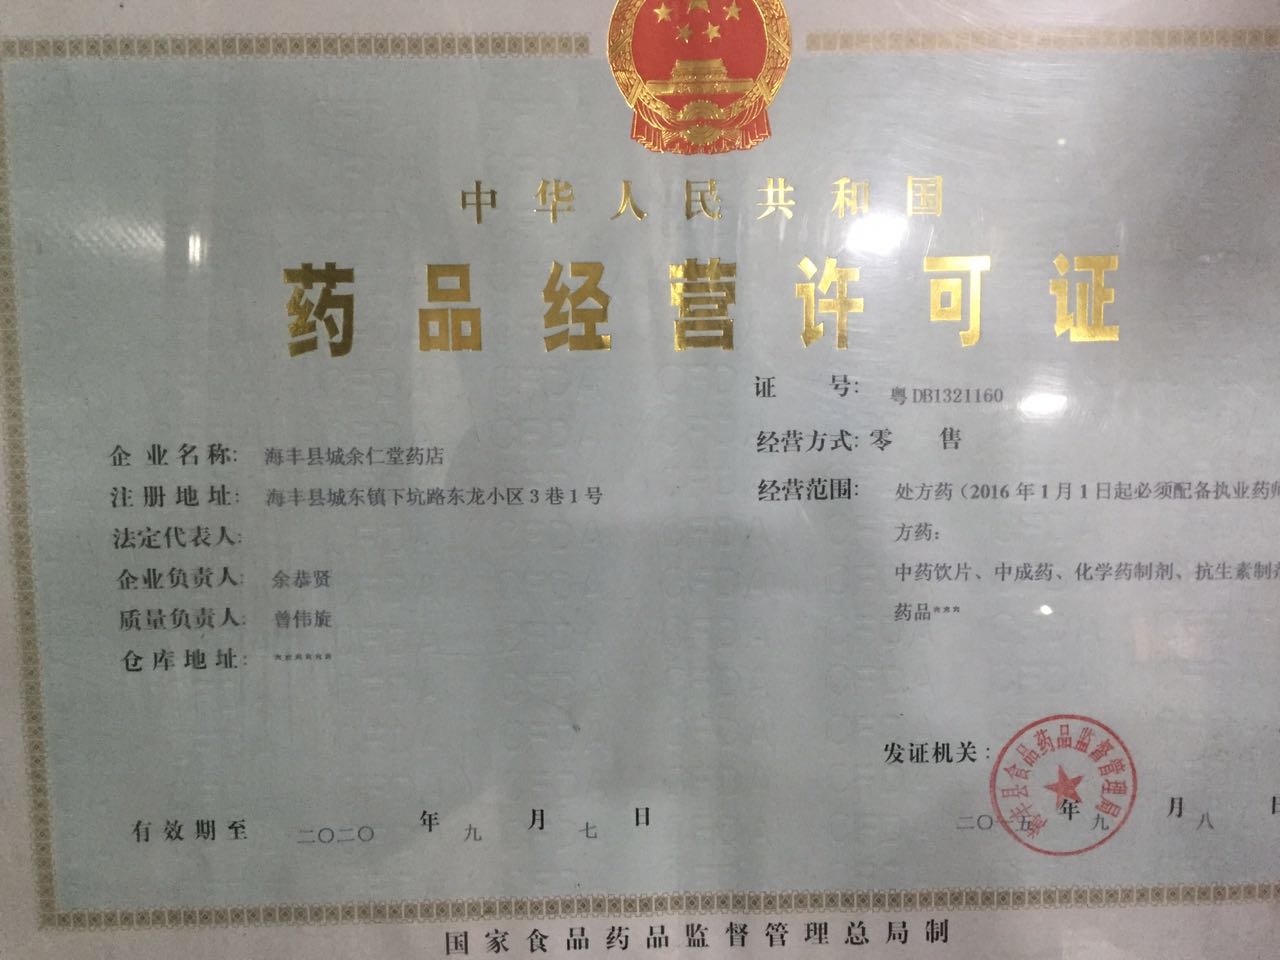 中华人民共和国
药品经营许可证
证 号: 粤DB1321160
企业名称: 海丰县城余仁堂药店
经营方式: 零 售
注册地址: 海丰县城东镇下坑路东龙小区3巷1号
经营范围: 处方药（2016年1月1日起必须配备执业药师
法定代表人:
方药:
企业负责人: 余恭贤
中药饮片、中成药、化学药制剂、抗生素制剂
质量负责人: 曾伟旋
药品***
仓库地址: ******
发证机关:
海丰县食品药品监督管理局
有效期至 二〇二〇 年 九 月 七 日
二〇一五 年 九 月 八 日
国家食品药品监督管理总局制